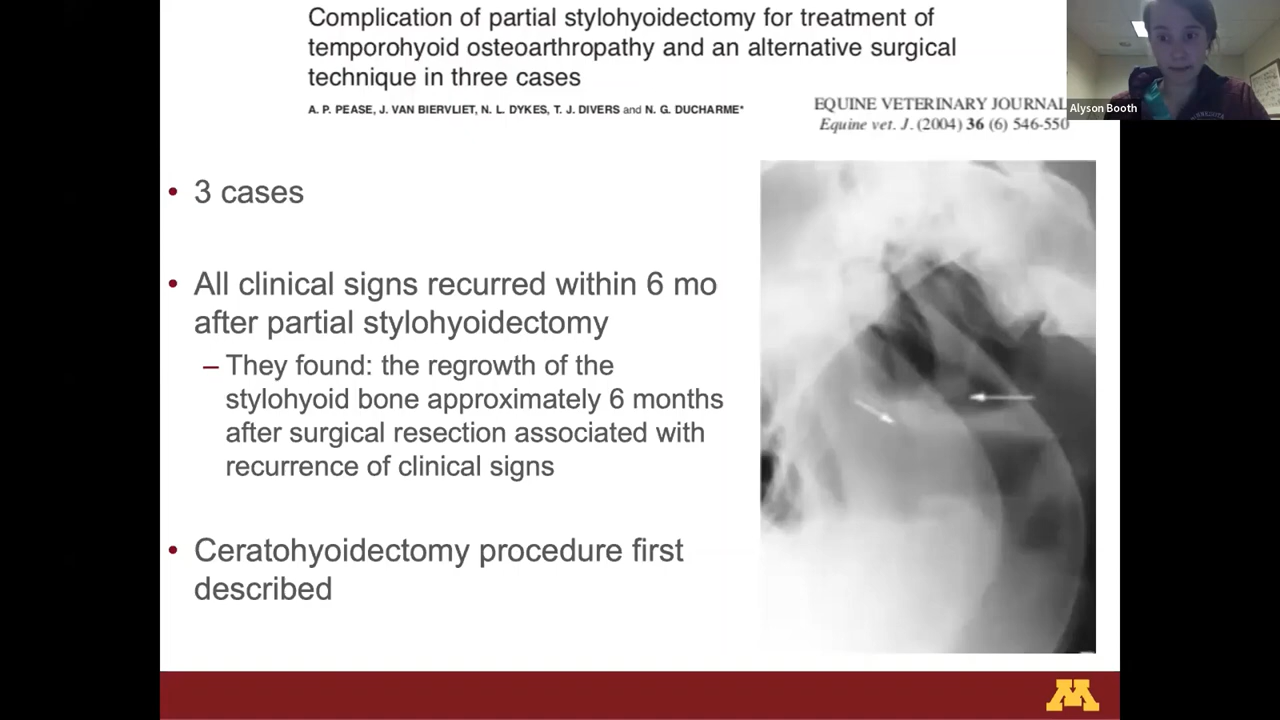 Complication of partial stylohyoidectomy for treatment of
temporohyoid osteoarthropathy and an alternative surgical
technique in three cases
A. P. PEASE, J. VAN BIERVLIET, N. L. DYKES, T. J. DIVERS and N. G. DUCHARME*
EQUINE VETERINARY JOURNAL
Equine vet. J. (2004) 36 (6) 546-550
Alyson Booth
• 3 cases
• All clinical signs recurred within 6 mo
after partial stylohyoidectomy
– They found: the regrowth of the
stylohyoid bone approximately 6 months
after surgical resection associated with
recurrence of clinical signs
• Ceratohyoidectomy procedure first
described
M